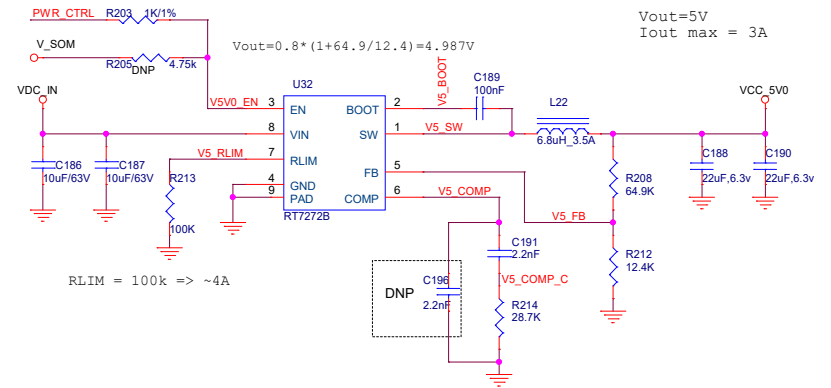 PWR_CTRL
R203
1K/1%
Vout=5V
Iout max = 3A
V_SOM
R205
4.75k
DNP
Vout=0.8*(1+64.9/12.4)=4.987V
V5_BOOT
C189
100nF
VDC_IN
U32
VCC_5V0
V5V0_EN
3
EN
BOOT
2
L22
8
VIN
SW
1
V5_SW
6.8uH_3.5A
V5_RLIM
7
RLIM
FB
5
C186
10uF/63V
C187
10uF/63V
R213
100K
4
GND
9
PAD
COMP
6
V5_COMP
RT7272B
R208
64.9K
C188
22uF,6.3v
C190
22uF,6.3v
V5_FB
C191
2.2nF
R212
12.4K
RLIM = 100k => ~4A
DNP
C196
2.2nF
V5_COMP_C
R214
28.7K